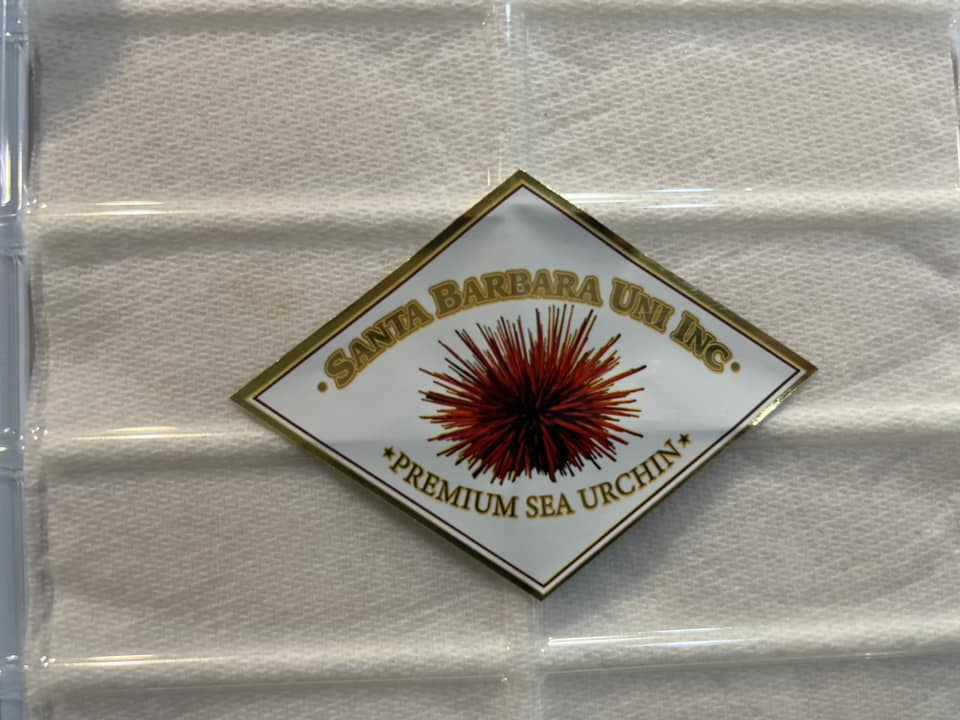 • SANTA BARBARA UNI INC •
★ PREMIUM SEA URCHIN ★